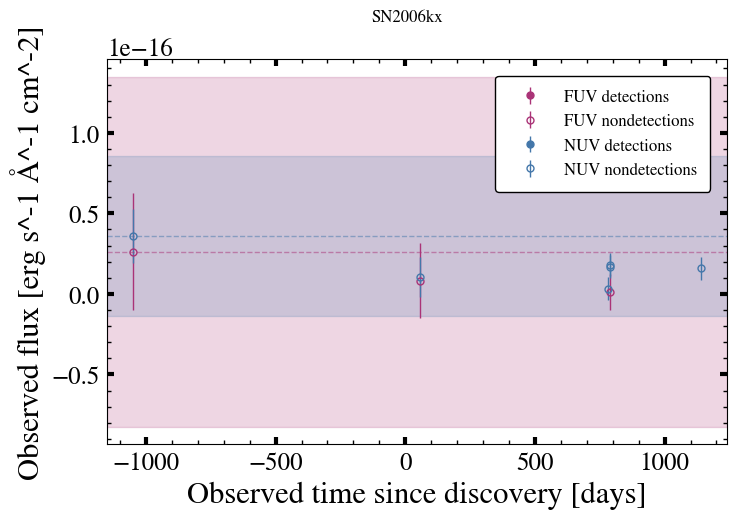 SN2006kx
1e−16
Observed flux [erg s^-1 Å^-1 cm^-2]
1.0
0.5
0.0
−0.5
FUV detections
FUV nondetections
NUV detections
NUV nondetections
−1000 −500 0 500 1000
Observed time since discovery [days]